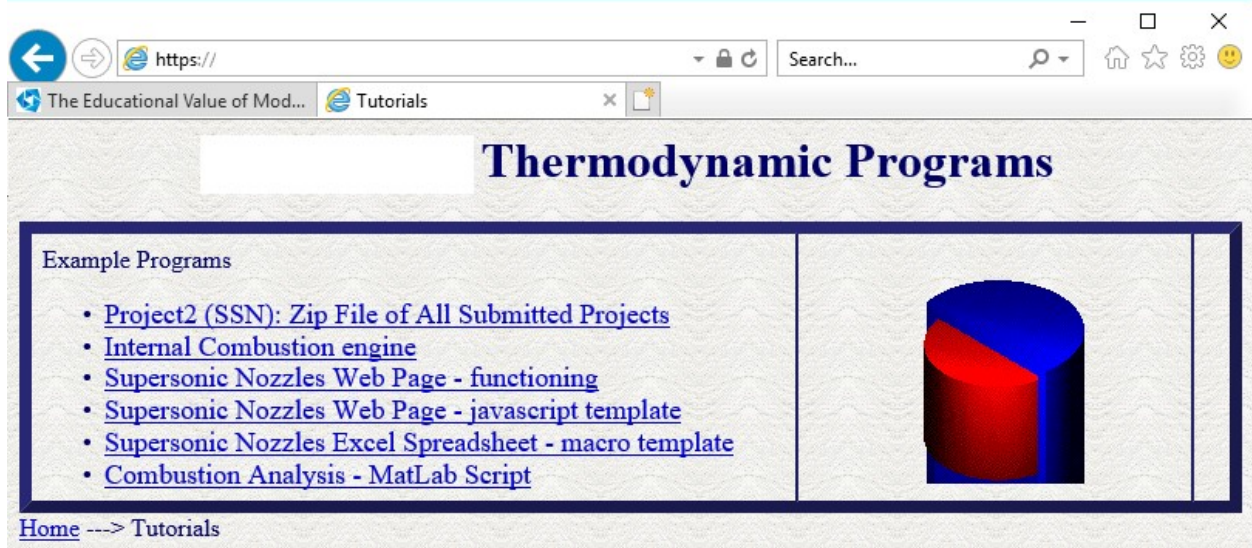 https://
Search...
The Educational Value of Mod...
Tutorials
Thermodynamic Programs
Example Programs
• Project2 (SSN): Zip File of All Submitted Projects
• Internal Combustion engine
• Supersonic Nozzles Web Page - functioning
• Supersonic Nozzles Web Page - javascript template
• Supersonic Nozzles Excel Spreadsheet - macro template
• Combustion Analysis - MatLab Script
Home ---> Tutorials